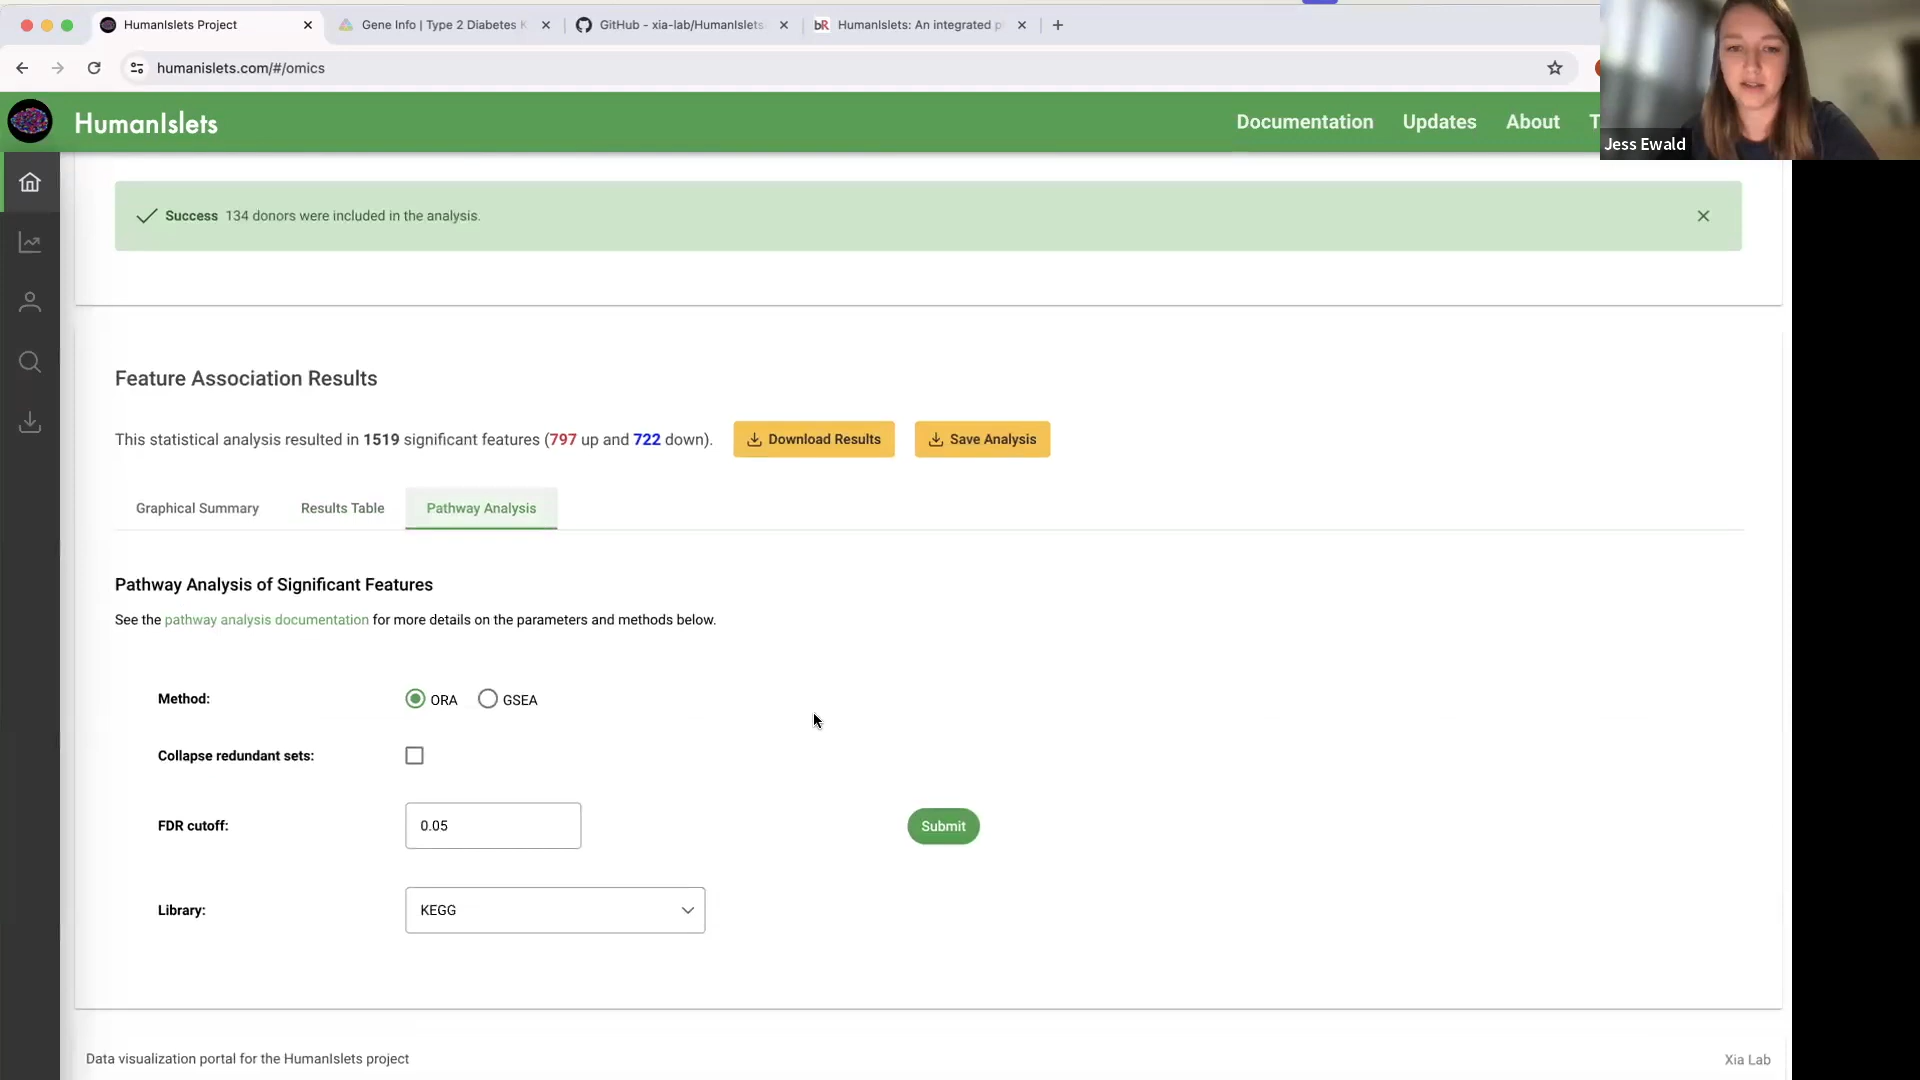 HumanIslets Project
Gene Info | Type 2 Diabetes K
GitHub - xia-lab/HumanIslets
bR HumanIslets: An integrated p
humanislets.com/#/omics
HumanIslets
Documentation
Updates
About
T
Jess Ewald
Success 134 donors were included in the analysis.
Feature Association Results
This statistical analysis resulted in 1519 significant features (797 up and 722 down).
Download Results
Save Analysis
Graphical Summary
Results Table
Pathway Analysis
Pathway Analysis of Significant Features
See the pathway analysis documentation for more details on the parameters and methods below.
Method:
ORA
GSEA
Collapse redundant sets:
FDR cutoff:
0.05
Submit
Library:
KEGG
Data visualization portal for the HumanIslets project
Xia Lab